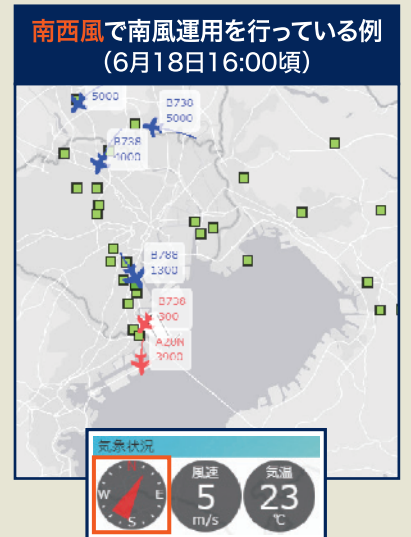 南西風で南風運用を行っている例
（6月18日16:00頃）
5000
B738
5000
B738
4000
B788
1300
B738
300
A20N
3900
気象状況
N
W
E
S
風速
5
m/s
気温
23
℃